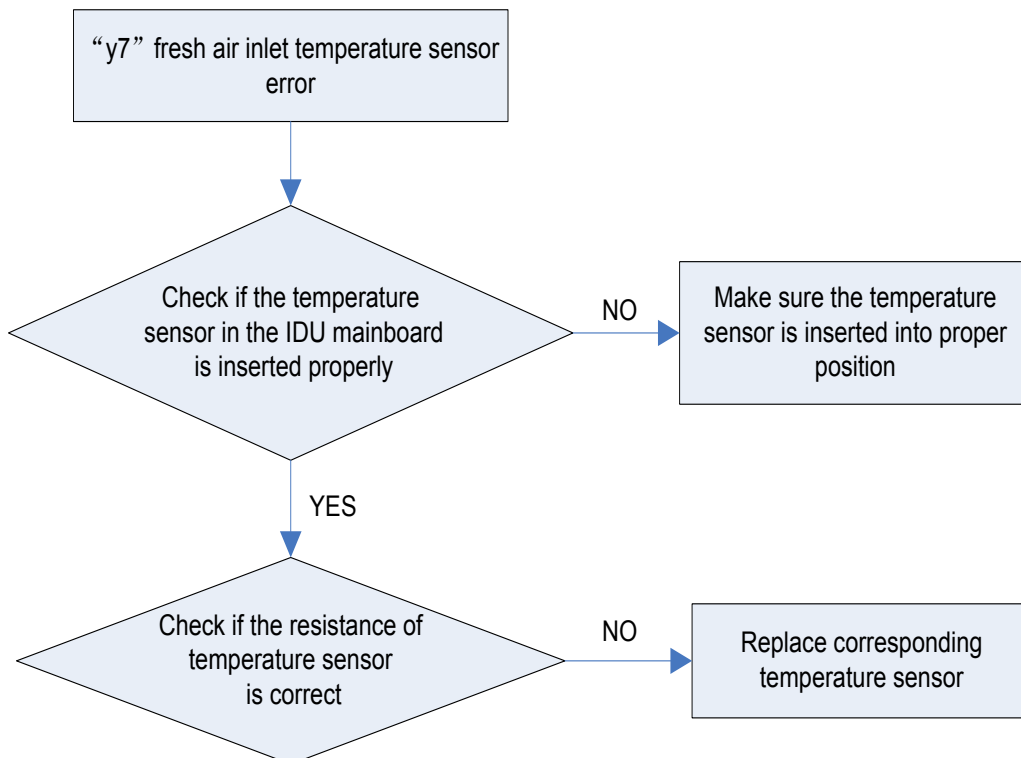 “y7” fresh air inlet temperature sensor
error
Check if the temperature
sensor in the IDU mainboard
is inserted properly
NO
Make sure the temperature
sensor is inserted into proper
position
YES
Check if the resistance of
temperature sensor
is correct
NO
Replace corresponding
temperature sensor